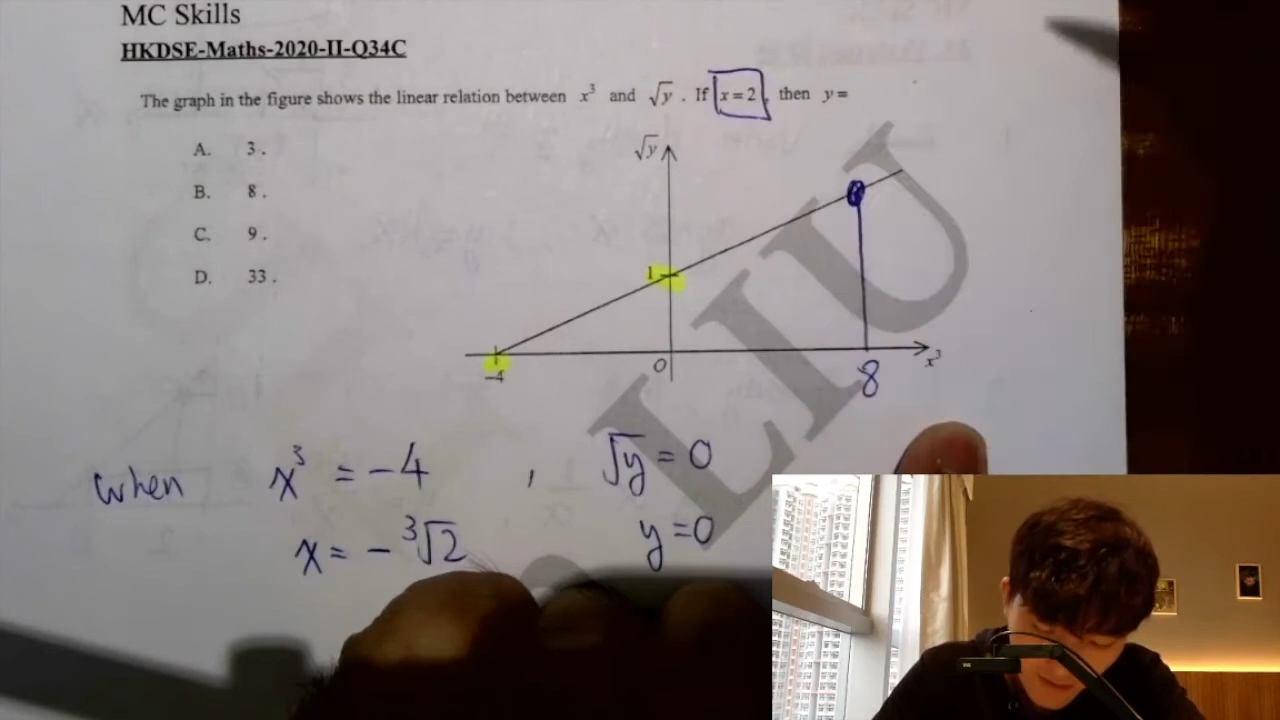 MC Skills
HKDSE-Maths-2020-II-Q34C
The graph in the figure shows the linear relation between x³ and √y . If x=2 , then y=
A. 3 .
B. 8 .
C. 9 .
D. 33 .
√y
1
-4
0
8
x³
LIU
when x³ = -4 , √y = 0
x = - ³√2 y = 0